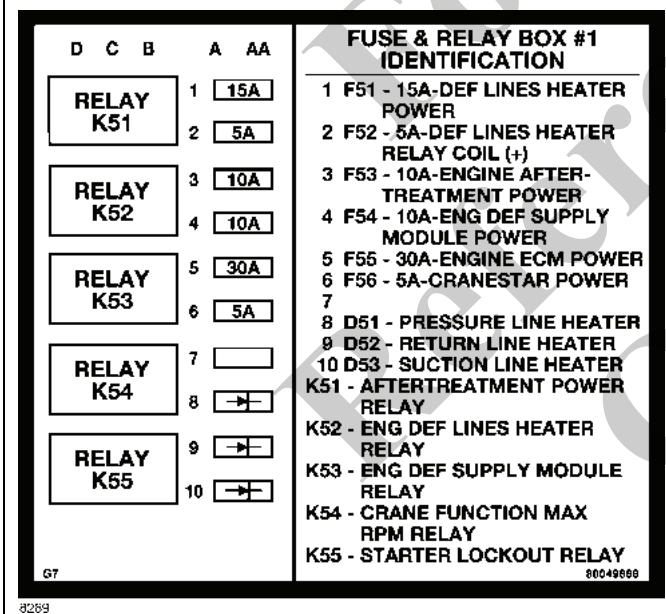 D C B A AA
RELAY
K51
1 15A
2 5A
RELAY
K52
3 10A
4 10A
RELAY
K53
5 30A
6 5A
RELAY
K54
7
8
RELAY
K55
9
10
G7
FUSE & RELAY BOX #1
IDENTIFICATION
1 F51 - 15A-DEF LINES HEATER
POWER
2 F52 - 5A-DEF LINES HEATER
RELAY COIL (+)
3 F53 - 10A-ENGINE AFTER-
TREATMENT POWER
4 F54 - 10A-ENG DEF SUPPLY
MODULE POWER
5 F55 - 30A-ENGINE ECM POWER
6 F56 - 5A-CRANESTAR POWER
7
8 D51 - PRESSURE LINE HEATER
9 D52 - RETURN LINE HEATER
10 D53 - SUCTION LINE HEATER
K51 - AFTERTREATMENT POWER
RELAY
K52 - ENG DEF LINES HEATER
RELAY
K53 - ENG DEF SUPPLY MODULE
RELAY
K54 - CRANE FUNCTION MAX
RPM RELAY
K55 - STARTER LOCKOUT RELAY
8289